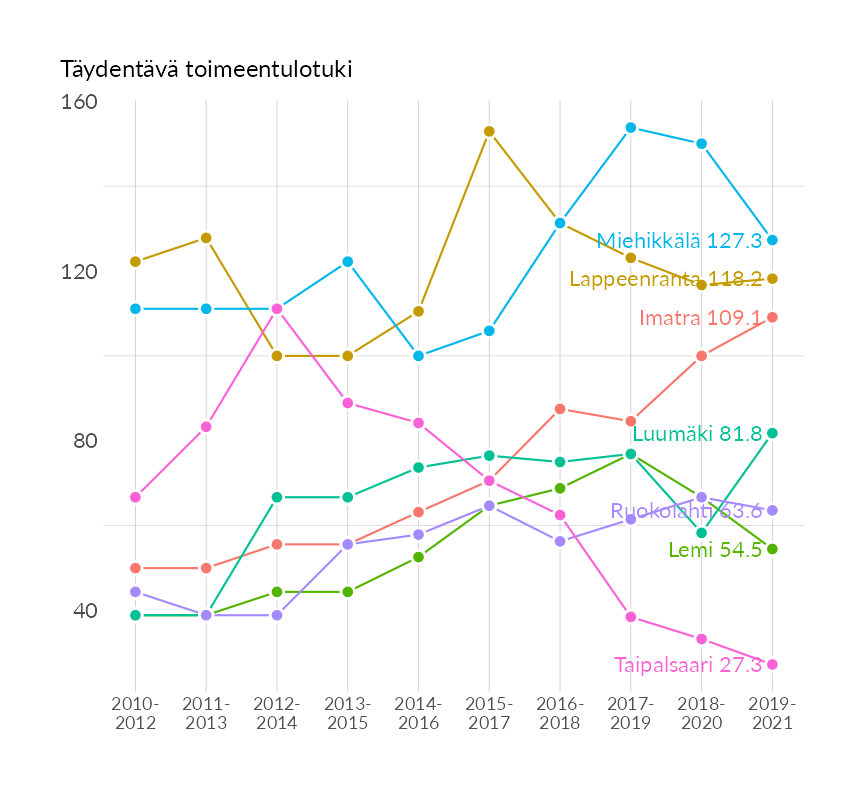 Täydentävä toimeentulotuki
160
120
80
40
Miehikkälä 127.3
Lappeenranta 118.2
Imatra 109.1
Luumäki 81.8
Ruokolahti 63.6
Lemi 54.5
Taipalsaari 27.3
2010- 2011- 2012- 2013- 2014- 2015- 2016- 2017- 2018- 2019-
2012 2013 2014 2015 2016 2017 2018 2019 2020 2021